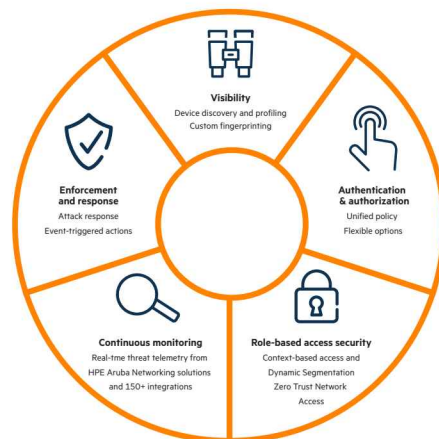 Visibility
Device discovery and profiling
Custom fingerprinting
Authentication
& authorization
Unified policy
Flexible options
Role-based access security
Context-based access and
Dynamic Segmentation
Zero Trust Network
Access
Continuous monitoring
Real-tme threat telemetry from
HPE Aruba Networking solutions
and 150+ integrations
Enforcement
and response
Attack response
Event-triggered actions